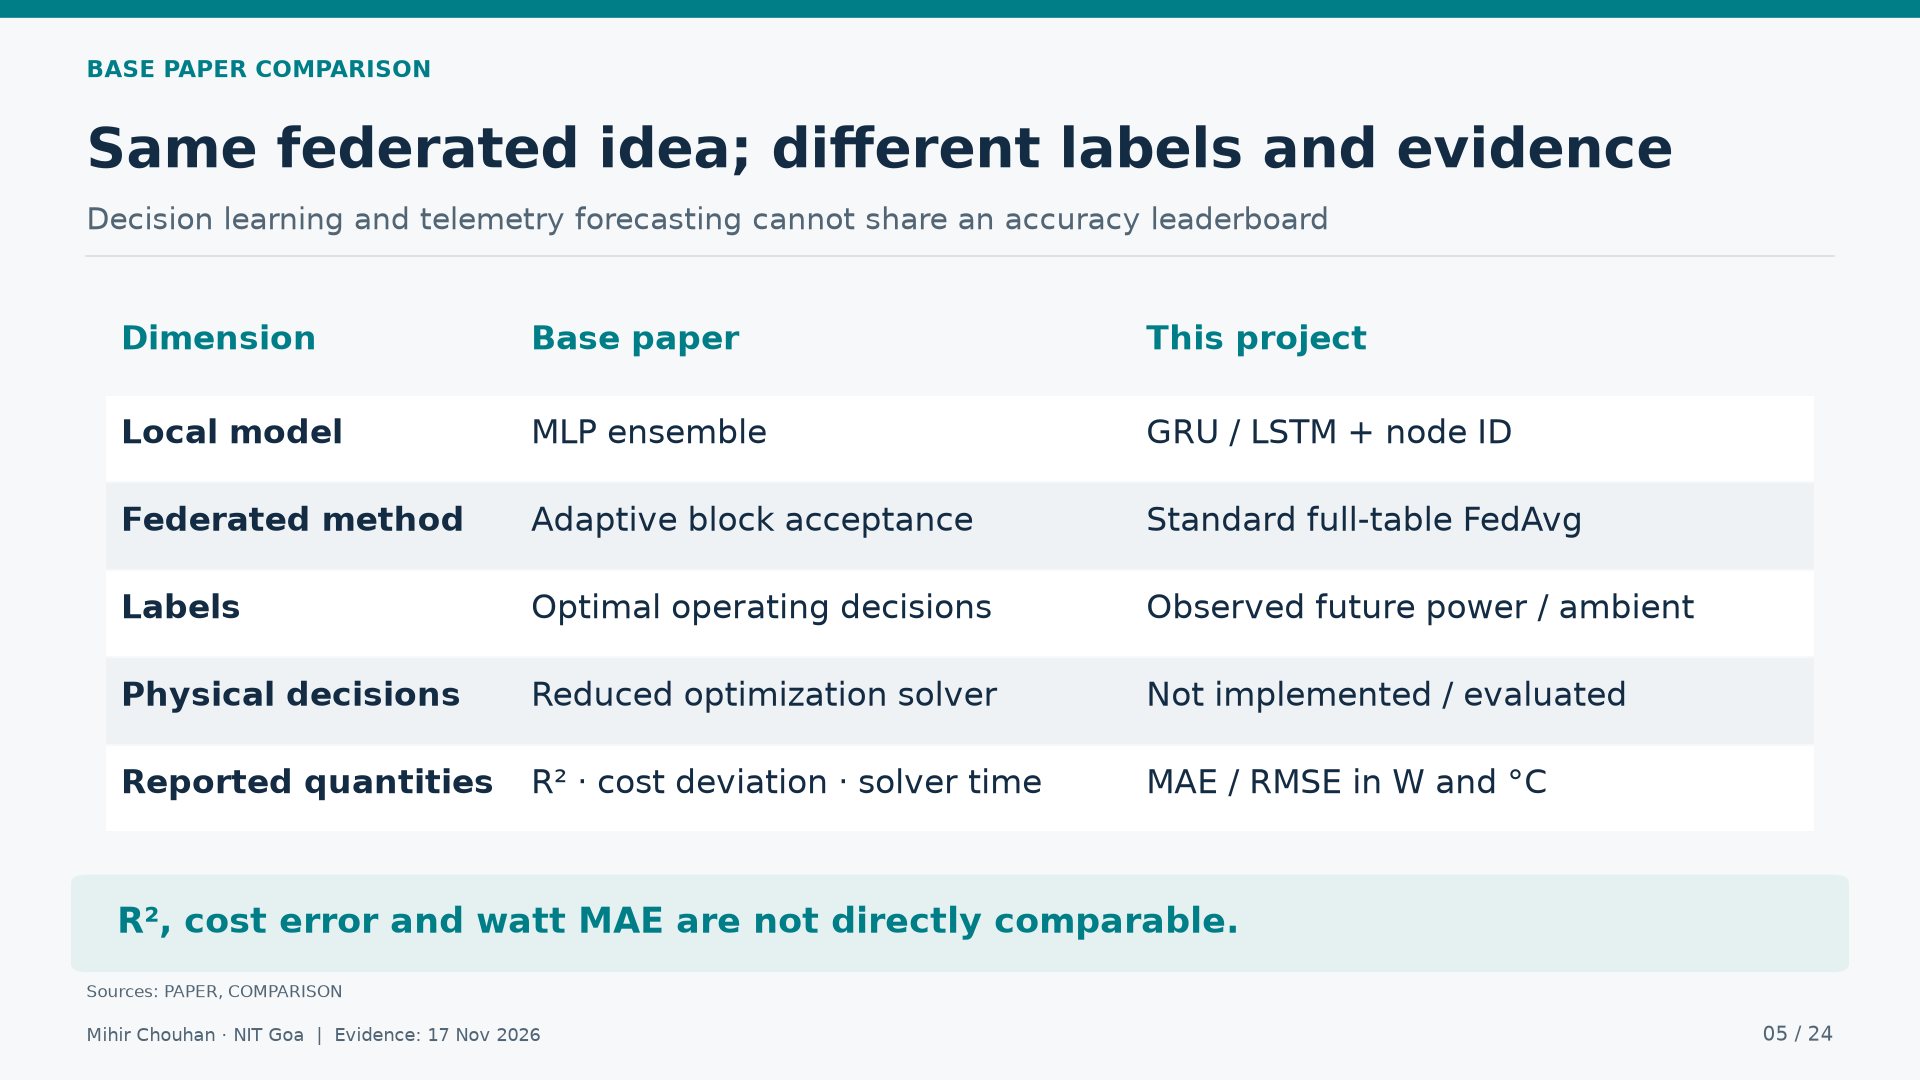 BASE PAPER COMPARISON
Same federated idea; different labels and evidence
Decision learning and telemetry forecasting cannot share an accuracy leaderboard
Dimension Base paper This project
Local model MLP ensemble GRU / LSTM + node ID
Federated method Adaptive block acceptance Standard full-table FedAvg
Labels Optimal operating decisions Observed future power / ambient
Physical decisions Reduced optimization solver Not implemented / evaluated
Reported quantities R² · cost deviation · solver time MAE / RMSE in W and °C
R², cost error and watt MAE are not directly comparable.
Sources: PAPER, COMPARISON
Mihir Chouhan · NIT Goa | Evidence: 17 Nov 2026 05 / 24